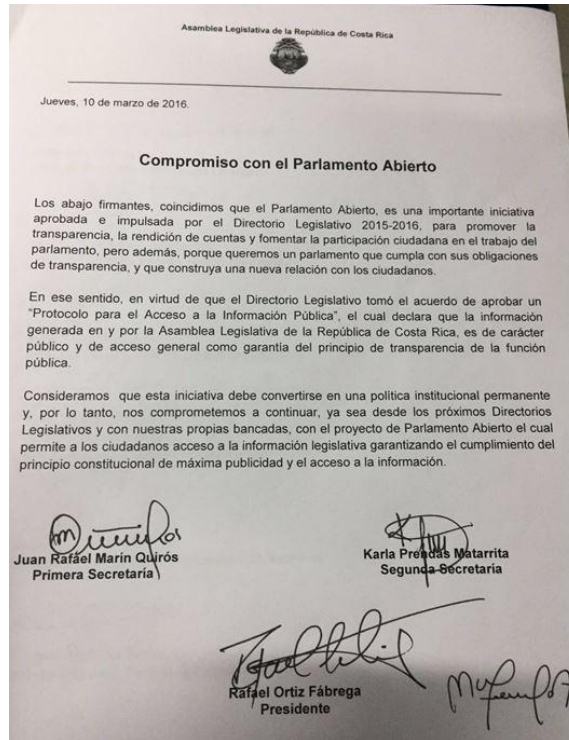 Asamblea Legislativa de la República de Costa Rica
Jueves, 10 de marzo de 2016.
Compromiso con el Parlamento Abierto
Los abajo firmantes, coincidimos que el Parlamento Abierto, es una importante iniciativa
aprobada e impulsada por el Directorio Legislativo 2015-2016, para promover la
transparencia, la rendición de cuentas y fomentar la participación ciudadana en el trabajo del
parlamento, pero además, porque queremos un parlamento que cumpla con sus obligaciones
de transparencia, y que construya una nueva relación con los ciudadanos.
En ese sentido, en virtud de que el Directorio Legislativo tomó el acuerdo de aprobar un
"Protocolo para el Acceso a la Información Pública", el cual declara que la información
generada en y por la Asamblea Legislativa de la República de Costa Rica, es de carácter
público y de acceso general como garantía del principio de transparencia de la función
pública.
Consideramos que esta iniciativa debe convertirse en una política institucional permanente
y, por lo tanto, nos comprometemos a continuar, ya sea desde los próximos Directorios
Legislativos y con nuestras propias bancadas, con el proyecto de Parlamento Abierto el cual
permite a los ciudadanos acceso a la información legislativa garantizando el cumplimiento del
principio constitucional de máxima publicidad y el acceso a la información.
Juan Rafael Marín Quirós
Primera Secretaría
Karla Prendas Matarrita
Segunda Secretaría
Rafael Ortiz Fábrega
Presidente